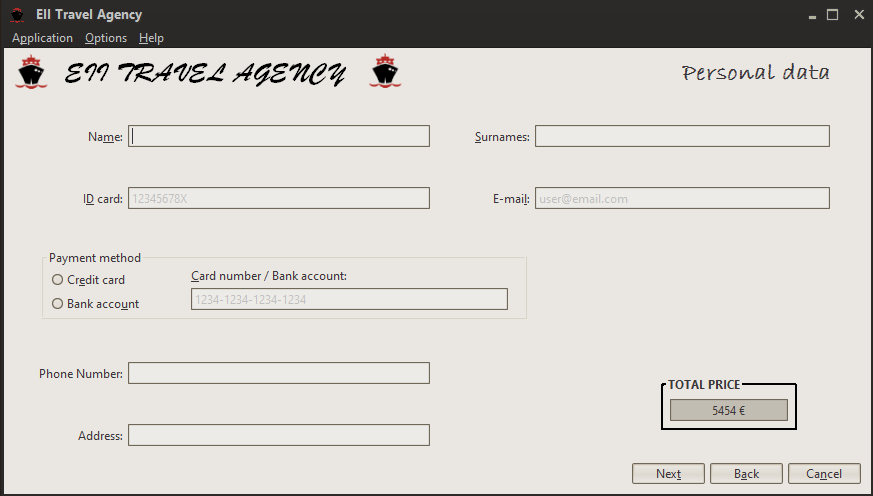 EII Travel Agency
Application Options Help
EII TRAVEL AGENCY
Personal data
Name: Surnames:
ID card: 12345678X E-mail: user@email.com
Payment method
Credit card Card number / Bank account:
Bank account 1234-1234-1234-1234
Phone Number:
TOTAL PRICE
5454 €
Address:
Next Back Cancel